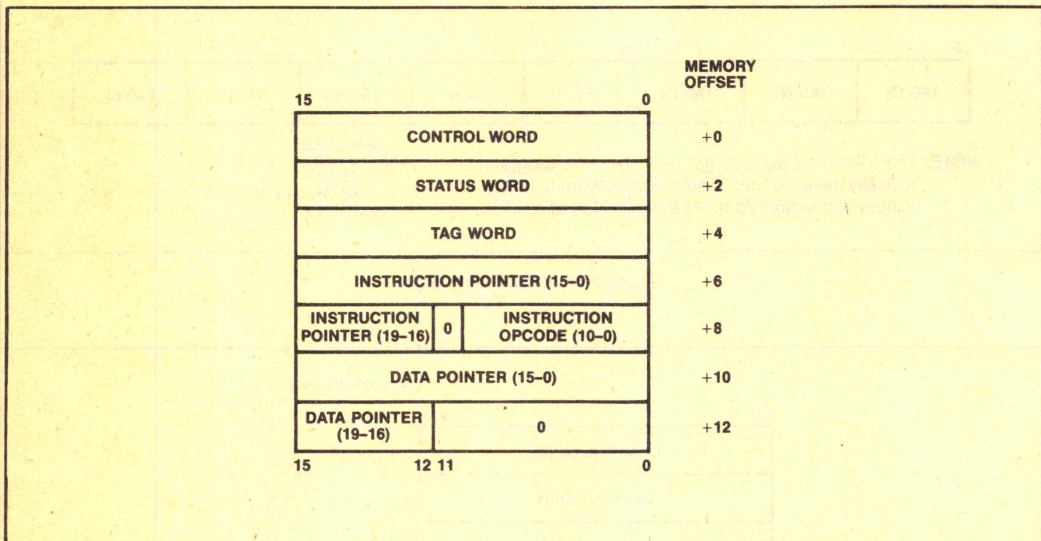 MEMORY
OFFSET
15 0
CONTROL WORD +0
STATUS WORD +2
TAG WORD +4
INSTRUCTION POINTER (15–0) +6
INSTRUCTION POINTER (19–16) 0 INSTRUCTION OPCODE (10–0) +8
DATA POINTER (15–0) +10
DATA POINTER (19–16) 0 +12
15 12 11 0